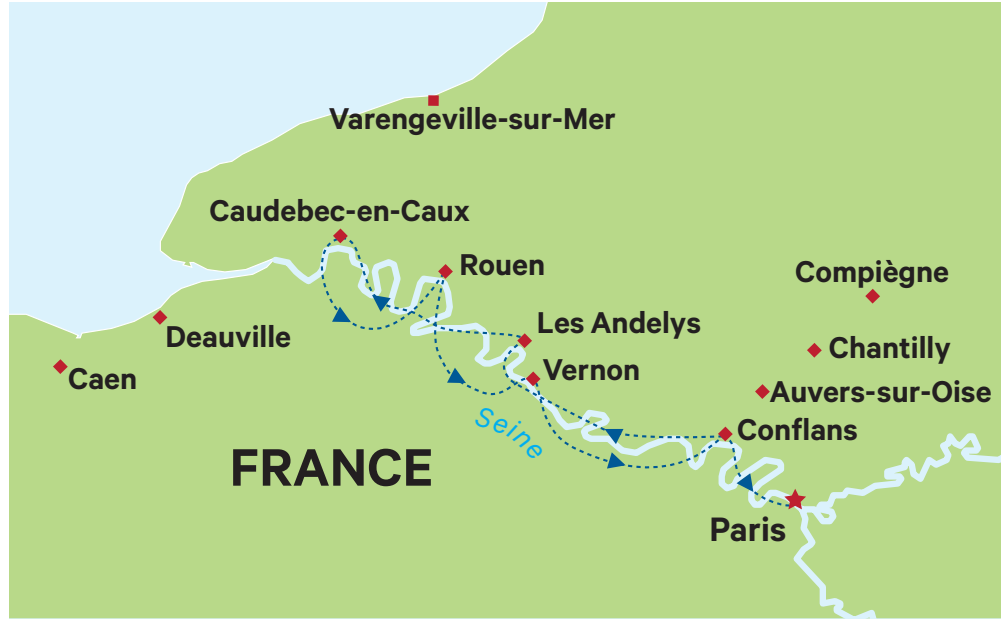 Varengeville-sur-Mer
Caudebec-en-Caux
Rouen
Compiègne
Deauville
Les Andelys
Chantilly
Caen
Vernon
Auvers-sur-Oise
Seine
Conflans
FRANCE
Paris